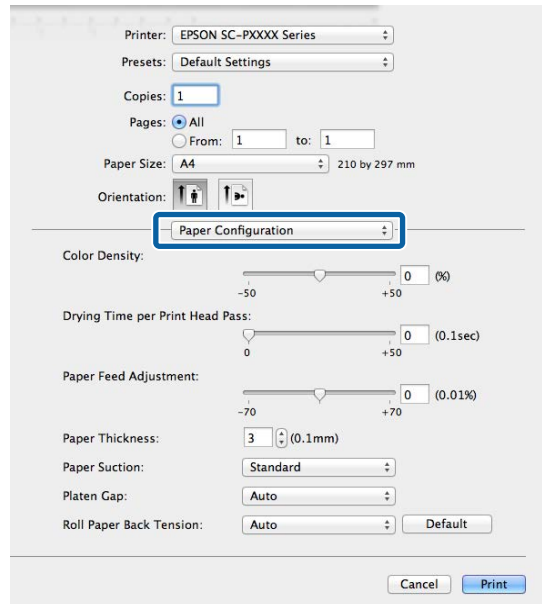 Printer: EPSON SC-PXXXX Series
Presets: Default Settings
Copies: 1
Pages: All
From: 1 to: 1
Paper Size: A4 210 by 297 mm
Orientation:
Paper Configuration
Color Density:
0 (%)
-50 +50
Drying Time per Print Head Pass:
0 (0.1sec)
0 +50
Paper Feed Adjustment:
0 (0.01%)
-70 +70
Paper Thickness: 3 (0.1mm)
Paper Suction: Standard
Platen Gap: Auto
Roll Paper Back Tension: Auto Default
Cancel Print